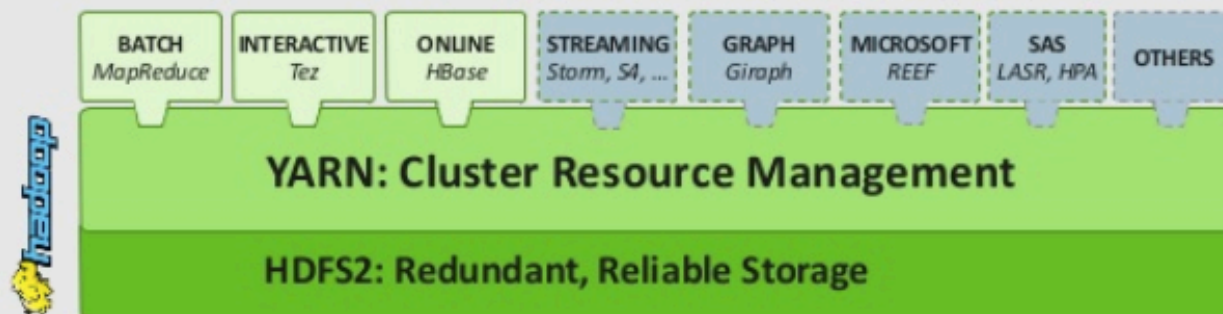 BATCH
MapReduce
INTERACTIVE
Tez
ONLINE
HBase
STREAMING
Storm, S4, ...
GRAPH
Giraph
MICROSOFT
REEF
SAS
LASR, HPA
OTHERS
YARN: Cluster Resource Management
HDFS2: Redundant, Reliable Storage
hadoop